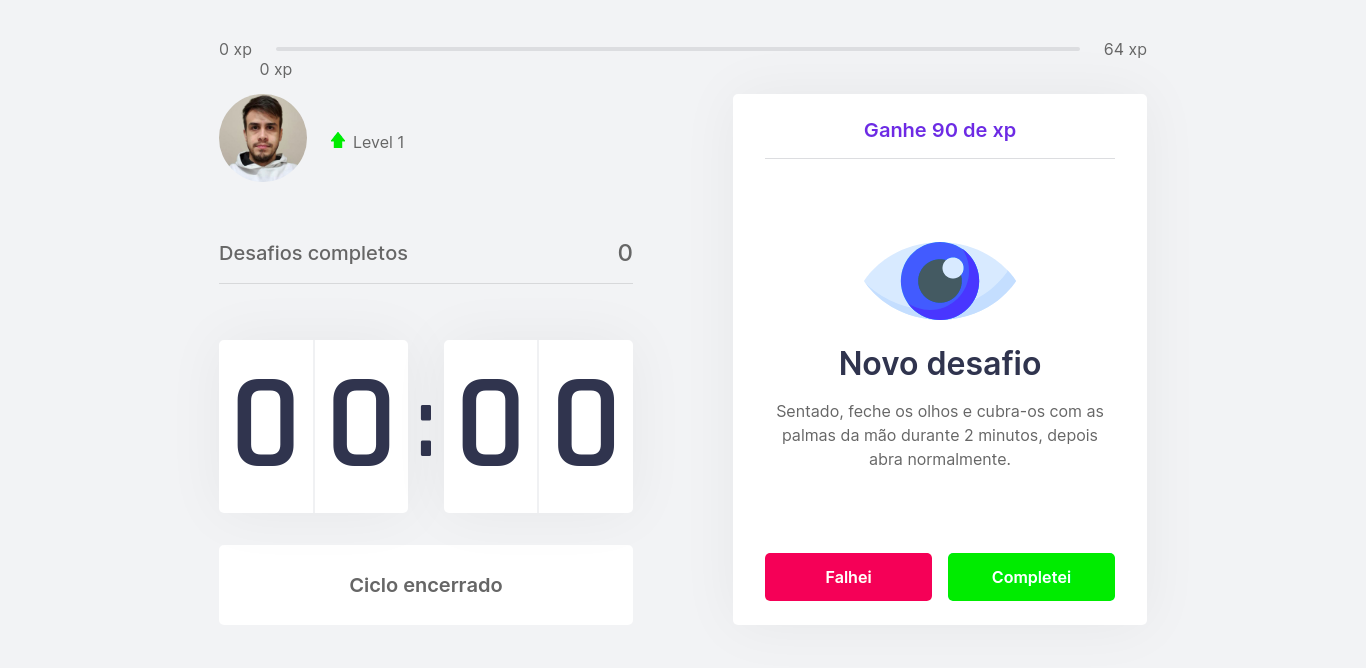 0 xp
64 xp
0 xp
Level 1
Desafios completos
0
00:00
Ciclo encerrado
Ganhe 90 de xp
Novo desafio
Sentado, feche os olhos e cubra-os com as
palmas da mão durante 2 minutos, depois
abra normalmente.
Falhei
Completei